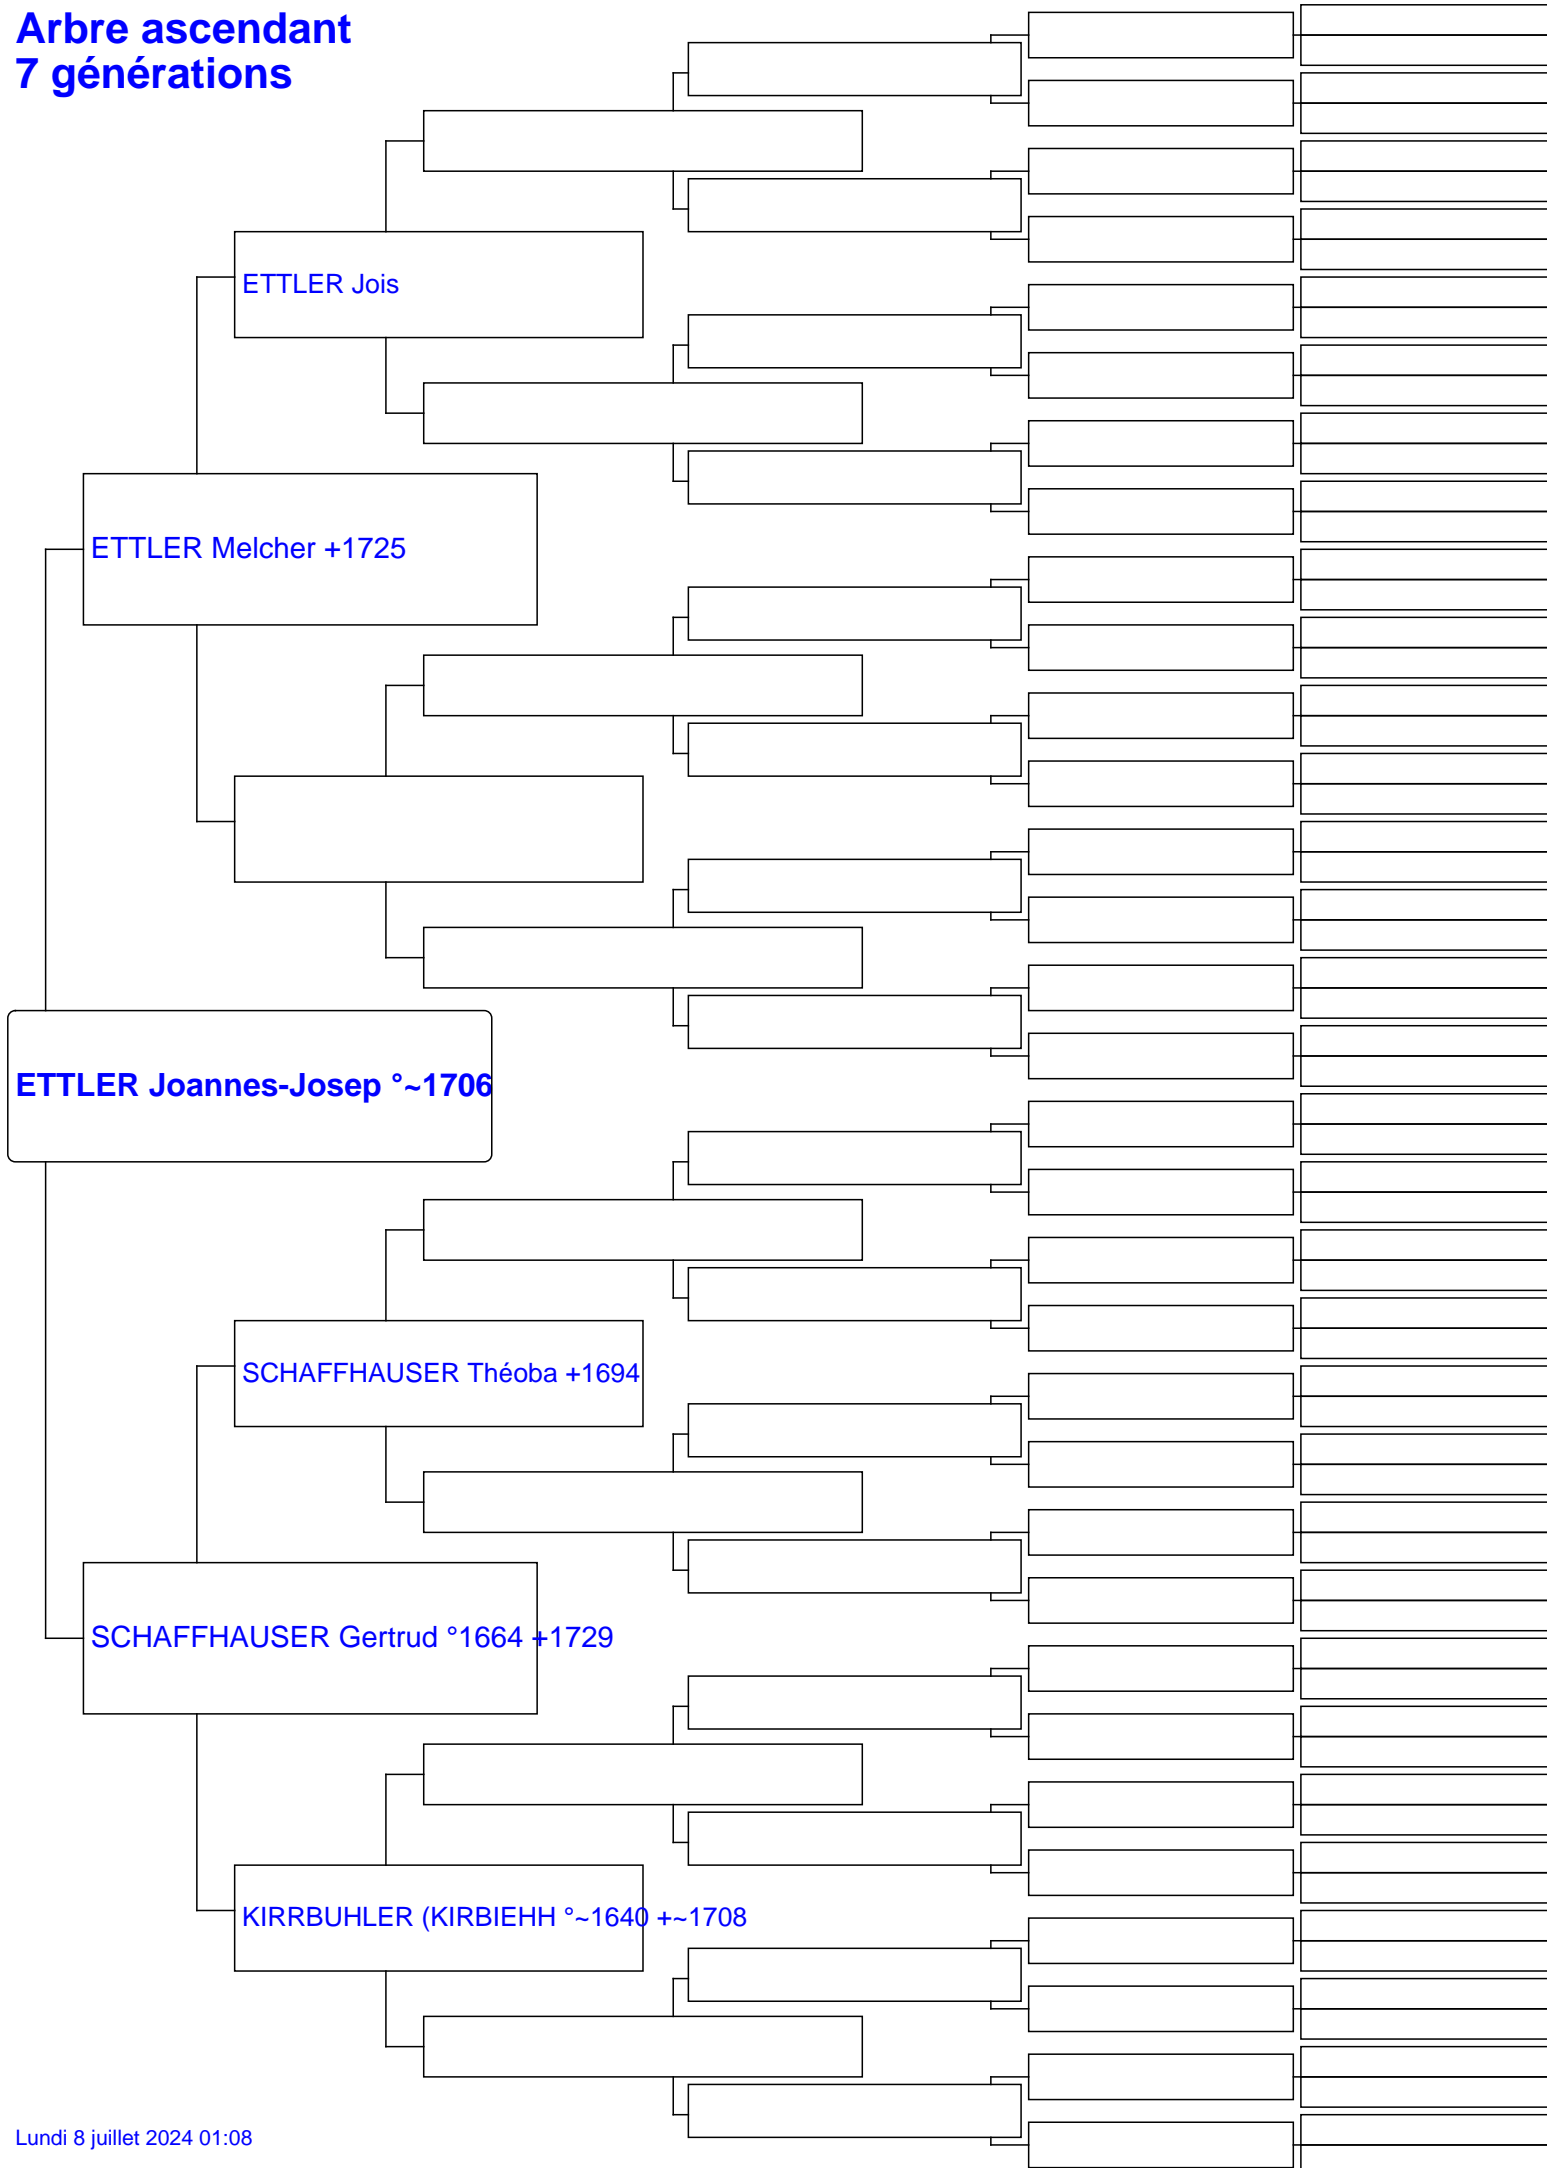 Arbre ascendant
7 générations
ETTLER Jois
ETTLER Melcher +1725
ETTLER Joannes-Josep °~1706
SCHAFFHAUSER Théoba +1694
SCHAFFHAUSER Gertrud °1664 +1729
KIRRBUHLER (KIRBIEHH °~1640 +~1708
Lundi 8 juillet 2024 01:08